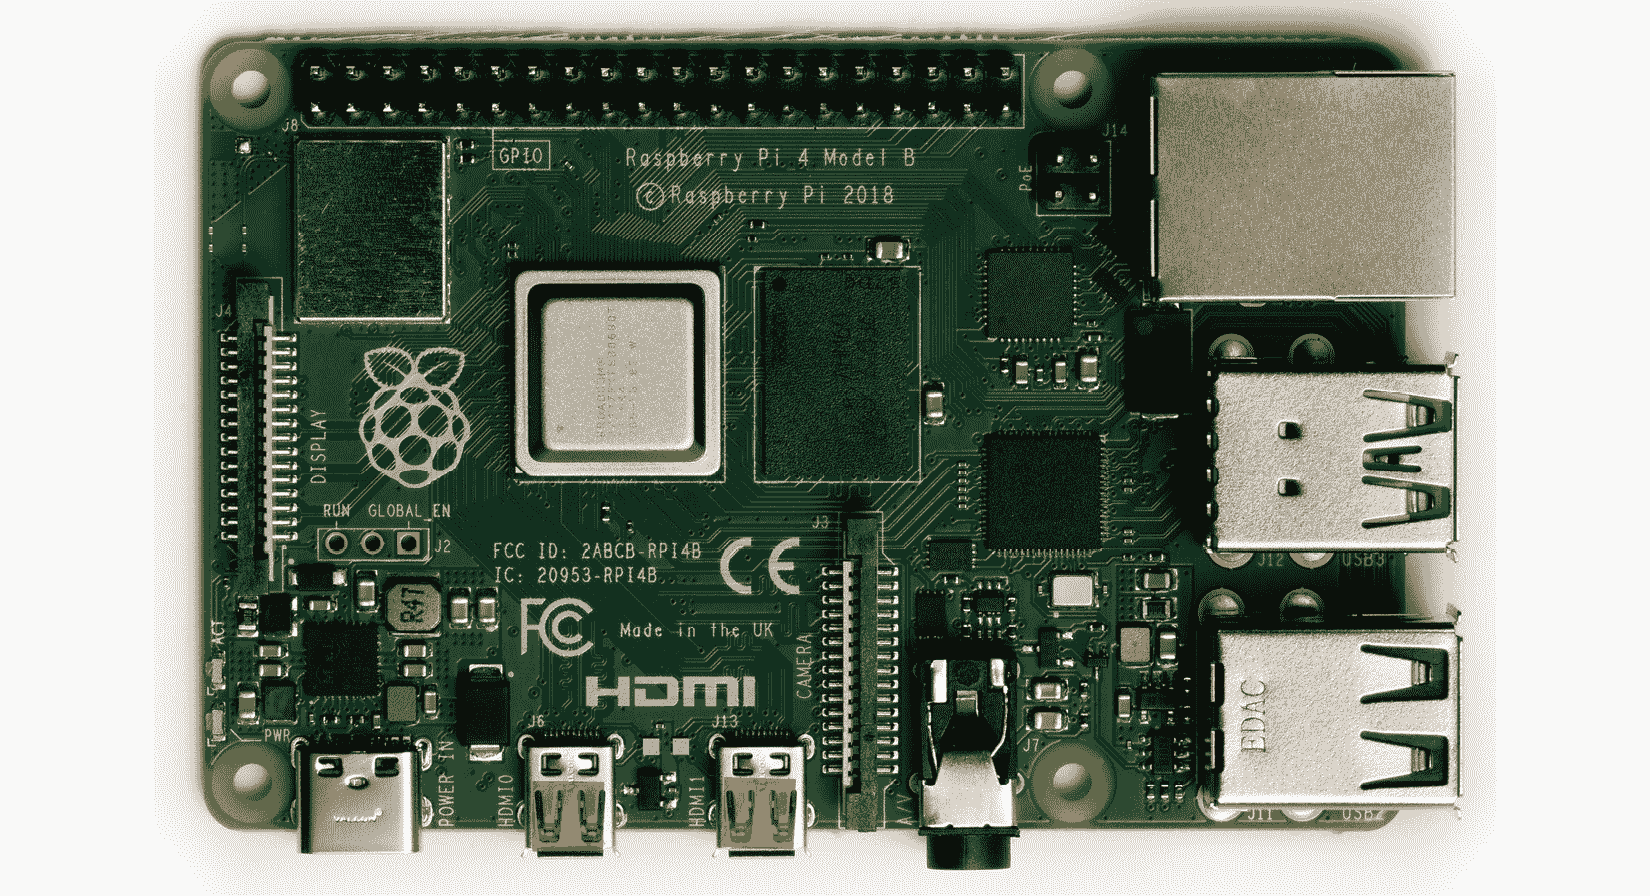 J8
GPIO
Raspberry Pi 4 Model B
© Raspberry Pi 2018
J14
PoE
J4
DISPLAY
RUN GLOBAL EN
J2
FCC ID: 2ABCB-RPI4B
IC: 20953-RPI4B
CE
FC
Made in the UK
HDMI
J3
CAMERA
R47
ACT
PWR
POWER IN
J6
HDMI0
J13
HDMI1
A/V
J7
J12
USB3
EDAC
J11
USB2